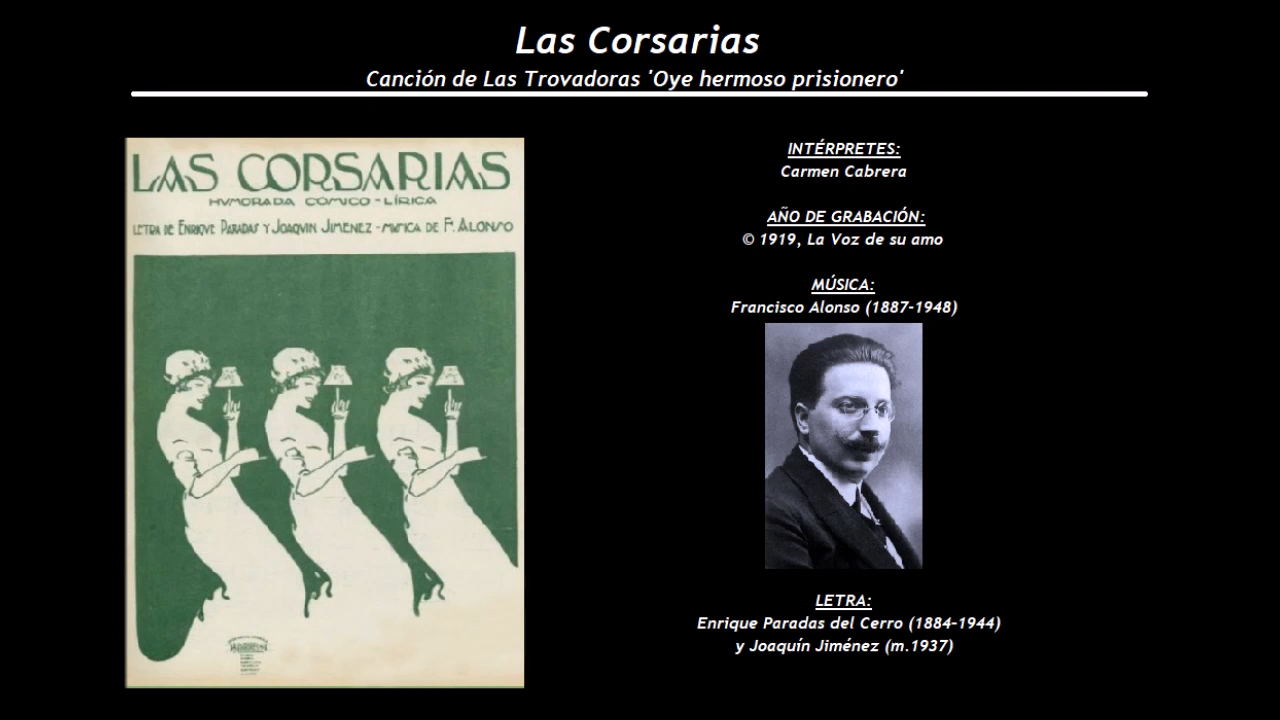 Las Corsarias
Canción de Las Trovadoras 'Oye hermoso prisionero'
LAS CORSARIAS
HVMORADA COMICO-LÍRICA
LETRA DE ENRIQVE PARADAS Y JOAQVIN JIMENEZ - MVSICA DE F. ALONSO
INTÉRPRETES:
Carmen Cabrera
AÑO DE GRABACIÓN:
© 1919, La Voz de su amo
MÚSICA:
Francisco Alonso (1887-1948)
LETRA:
Enrique Paradas del Cerro (1884-1944)
y Joaquín Jiménez (m.1937)